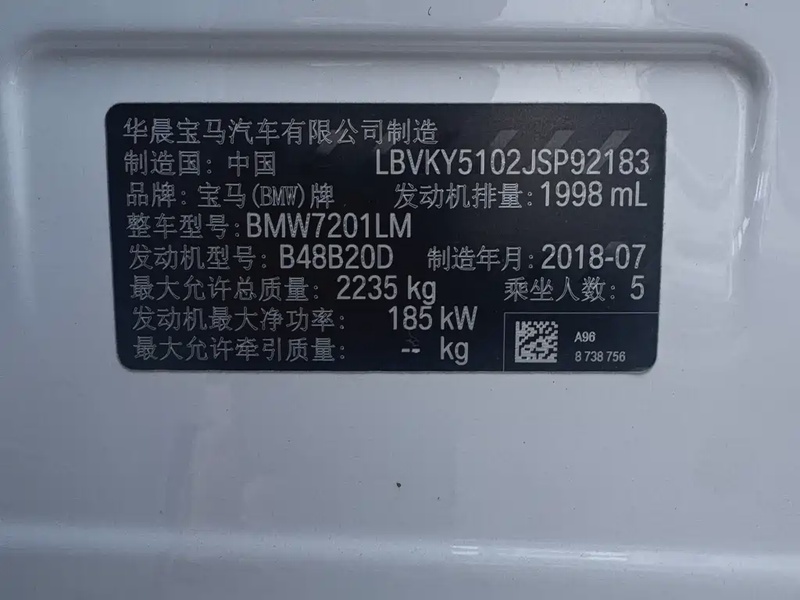 华晨宝马汽车有限公司制造
制造国: 中国 LBVKY5102JSP92183
品牌: 宝马(BMW)牌 发动机排量: 1998 mL
整车型号: BMW7201LM
发动机型号: B48B20D 制造年月: 2018-07
最大允许总质量: 2235 kg 乘坐人数: 5
发动机最大净功率: 185 kW
最大允许牵引质量: -- kg
A96
8 738 756